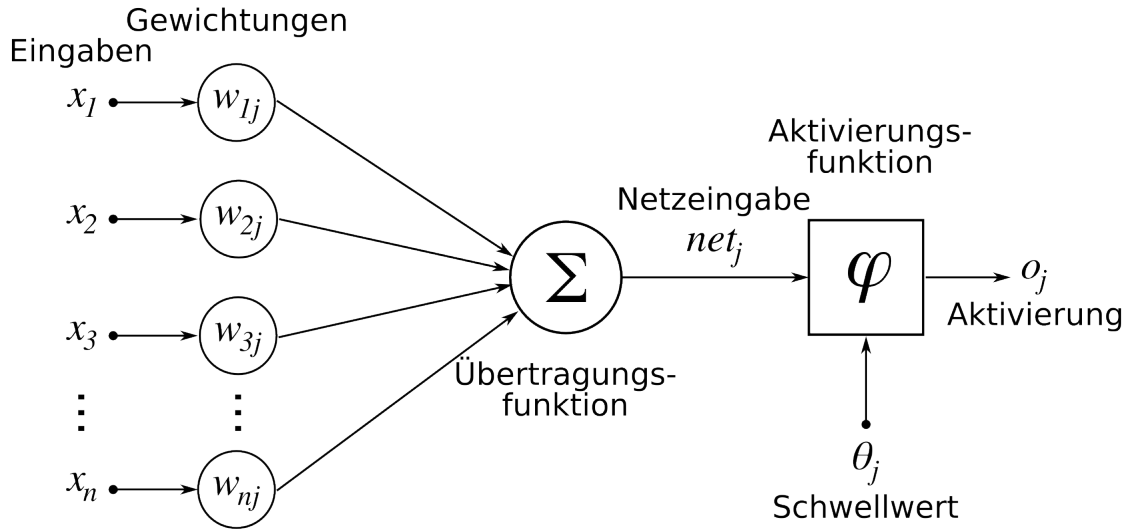 Gewichtungen
Eingaben
x1
w1j
x2
w2j
x3
w3j
xn
wnj
Σ
Übertragungs-
funktion
Netzeingabe
netj
Aktivierungs-
funktion
φ
oj
Aktivierung
θj
Schwellwert